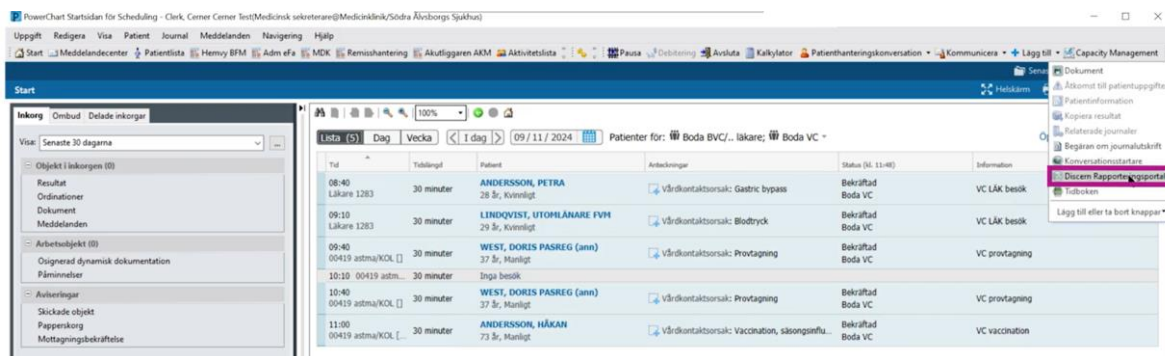 PowerChart Startsidan för Scheduling - Clerk, Cerner Cerner Test(Medicinsk sekreterare@Medicinklinik/Södra Älvsborgs Sjukhus)
Uppgift Redigera Visa Patient Journal Meddelanden Navigering Hjälp
Start Meddelandecenter Patientlista Hemvy BFM Adm eFa MDK Remisshantering Akutliggaren AKM Aktivitetslista Pausa Debitering Avsluta Kalkylator Patienthanteringskonversation Kommunicera Lägg till Capacity Management
Senas
Start
Helskärm
Dokument
Åtkomst till patientuppgifte
Patientinformation
Kopiera resultat
Relaterade journaler
Begäran om journalutskrift
Konversationsstartare
Discern Rapporteringsportal
Tidboken
Lägg till eller ta bort knappar
Inkorg Ombud Delade inkorgar
Visa: Senaste 30 dagarna
Objekt i inkorgen (0)
Resultat
Ordinationer
Dokument
Meddelanden
Arbetsobjekt (0)
Osignerad dynamisk dokumentation
Påminnelser
Aviseringar
Skickade objekt
Papperskorg
Mottagningsbekräftelse
100%
Lista (5) Dag Vecka I dag 09/11/2024 Patienter för: Boda BVC/.. läkare; Boda VC
Tid Tidslängd Patient Anteckningar Status (kl. 11:48) Information
08:40 30 minuter ANDERSSON, PETRA Vårdkontaktsorsak: Gastric bypass Bekräftad VC LÄK besök
Läkare 1283 28 år, Kvinnligt Boda VC
09:10 30 minuter LINDQVIST, UTOMLÄNARE FVM Vårdkontaktsorsak: Blodtryck Bekräftad VC LÄK besök
Läkare 1283 29 år, Kvinnligt Boda VC
09:40 30 minuter WEST, DORIS PASREG (ann) Vårdkontaktsorsak: Provtagning Bekräftad VC provtagning
00419 astma/KOL [] 37 år, Manligt Boda VC
10:10 00419 astm... 30 minuter Inga besök
10:40 30 minuter WEST, DORIS PASREG (ann) Vårdkontaktsorsak: Provtagning Bekräftad VC provtagning
00419 astma/KOL [] 37 år, Manligt Boda VC
11:00 30 minuter ANDERSSON, HÅKAN Vårdkontaktsorsak: Vaccination, säsongsinflu... Bekräftad VC vaccination
00419 astma/KOL [... 73 år, Manligt Boda VC